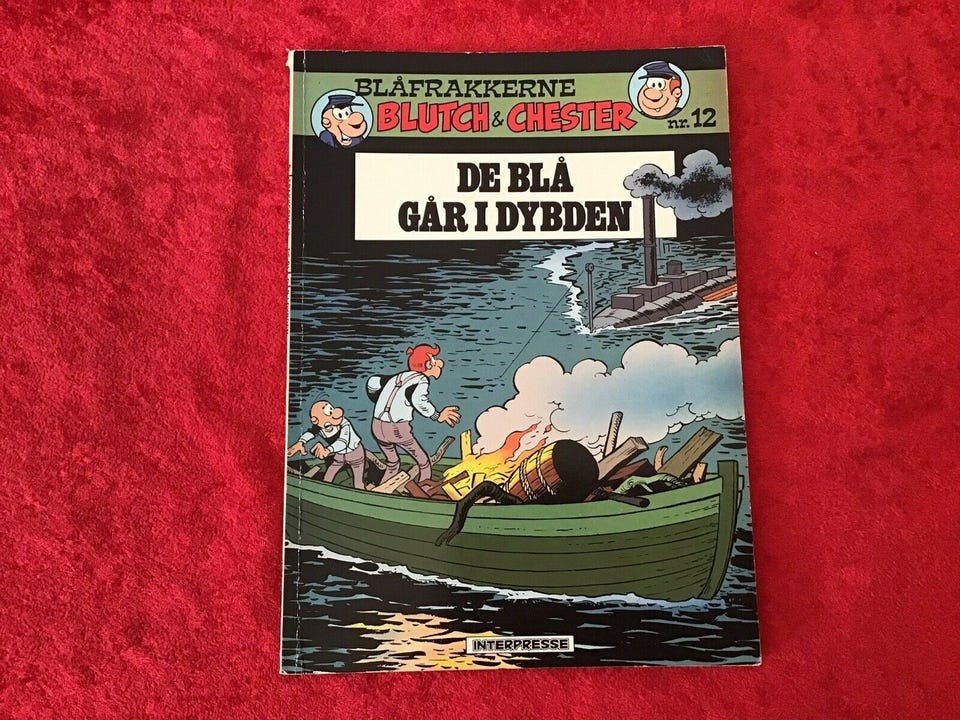 BLÅFRAKKERNE
BLUTCH & CHESTER
nr. 12
DE BLÅ
GÅR I DYBDEN
INTERPRESSE